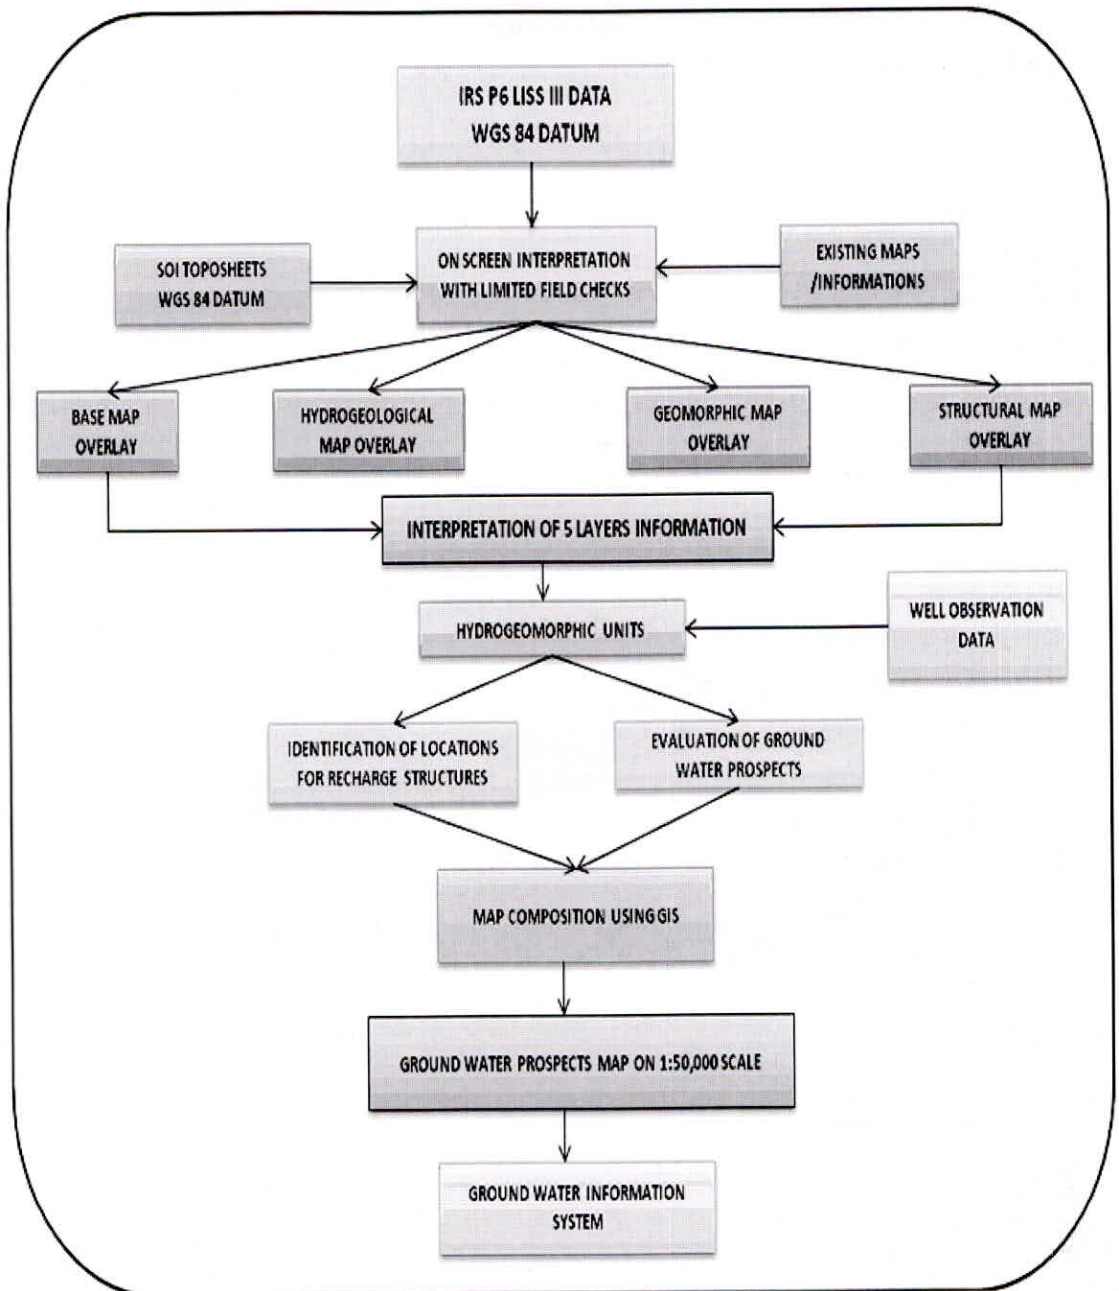 IRS P6 LISS III DATA
WGS 84 DATUM
SOI TOPOSHEETS
WGS 84 DATUM
ON SCREEN INTERPRETATION
WITH LIMITED FIELD CHECKS
EXISTING MAPS
/INFORMATIONS
BASE MAP
OVERLAY
HYDROGEOLOGICAL
MAP OVERLAY
GEOMORPHIC MAP
OVERLAY
STRUCTURAL MAP
OVERLAY
INTERPRETATION OF 5 LAYERS INFORMATION
HYDROGEOMORPHIC UNITS
WELL OBSERVATION
DATA
IDENTIFICATION OF LOCATIONS
FOR RECHARGE STRUCTURES
EVALUATION OF GROUND
WATER PROSPECTS
MAP COMPOSITION USING GIS
GROUND WATER PROSPECTS MAP ON 1:50,000 SCALE
GROUND WATER INFORMATION
SYSTEM